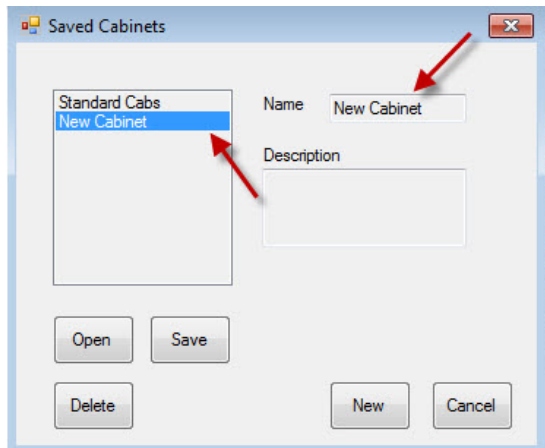 Saved Cabinets
Standard Cabs
New Cabinet
Name
New Cabinet
Description
Open
Save
Delete
New
Cancel